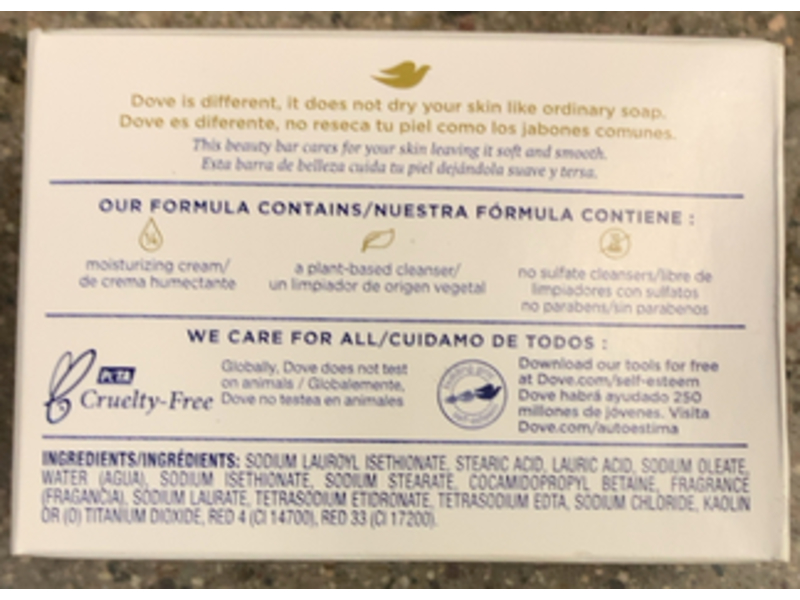 Dove is different, it does not dry your skin like ordinary soap.
Dove es diferente, no reseca tu piel como los jabones comunes.
This beauty bar cares for your skin leaving it soft and smooth.
Esta barra de belleza cuida tu piel dejándola suave y tersa.
OUR FORMULA CONTAINS/NUESTRA FÓRMULA CONTIENE :
¼
moisturizing cream/
de crema humectante
a plant-based cleanser/
un limpiador de origen vegetal
no sulfate cleansers/libre de
limpiadores con sulfatos
no parabens/sin parabenos
WE CARE FOR ALL/CUIDAMO DE TODOS :
PETA
Cruelty-Free
Globally, Dove does not test
on animals / Globalemente,
Dove no testea en animales
self-esteem
Download our tools for free
at Dove.com/self-esteem
Dove habrá ayudado 250
millones de jóvenes. Visita
Dove.com/autoestima
INGREDIENTS/INGRÉDIENTS: SODIUM LAUROYL ISETHIONATE, STEARIC ACID, LAURIC ACID, SODIUM OLEATE,
WATER (AGUA), SODIUM ISETHIONATE, SODIUM STEARATE, COCAMIDOPROPYL BETAINE, FRAGRANCE
(FRAGANCIA), SODIUM LAURATE, TETRASODIUM ETIDRONATE, TETRASODIUM EDTA, SODIUM CHLORIDE, KAOLIN
OR (O) TITANIUM DIOXIDE, RED 4 (CI 14700), RED 33 (CI 17200).